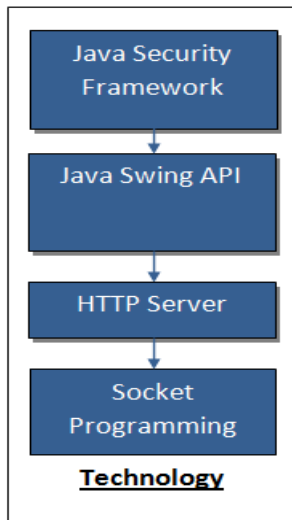 Java Security
Framework
Java Swing API
HTTP Server
Socket
Programming
Technology